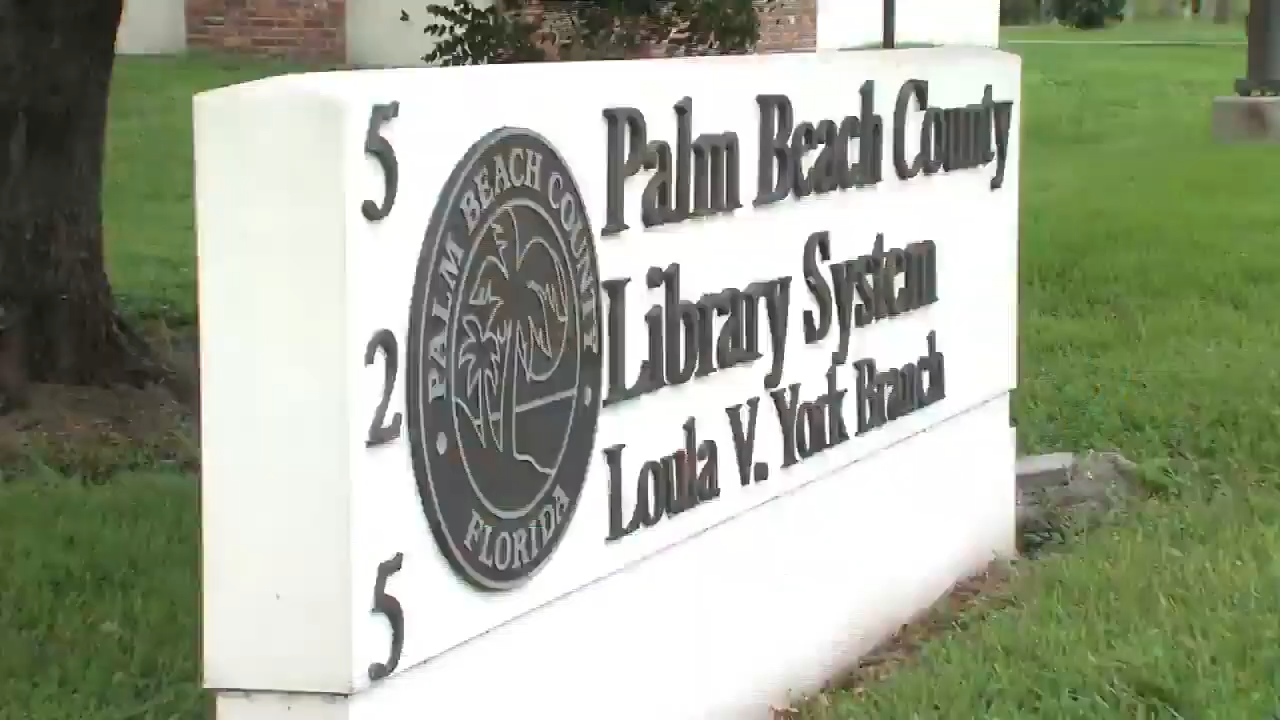 5
2
5
PALM BEACH COUNTY
FLORIDA
Palm Beach County
Library System
Loula V. York Branch